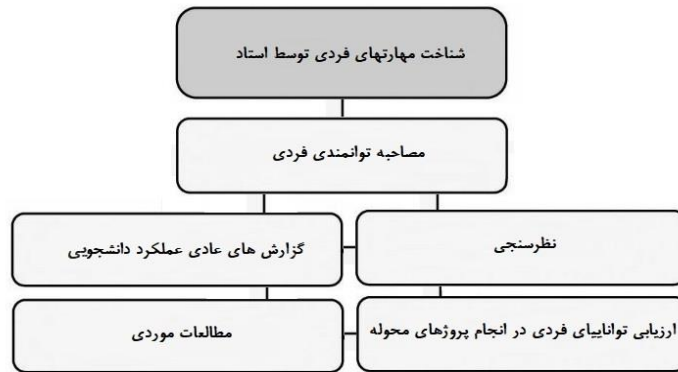 شناخت مهارتهای فردی توسط استاد
مصاحبه توانمندی فردی
نظرسنجی
گزارش های عادی عملکرد دانشجویی
ارزیابی تواناییای فردی در انجام پروژهای محوله
مطالعات موردی